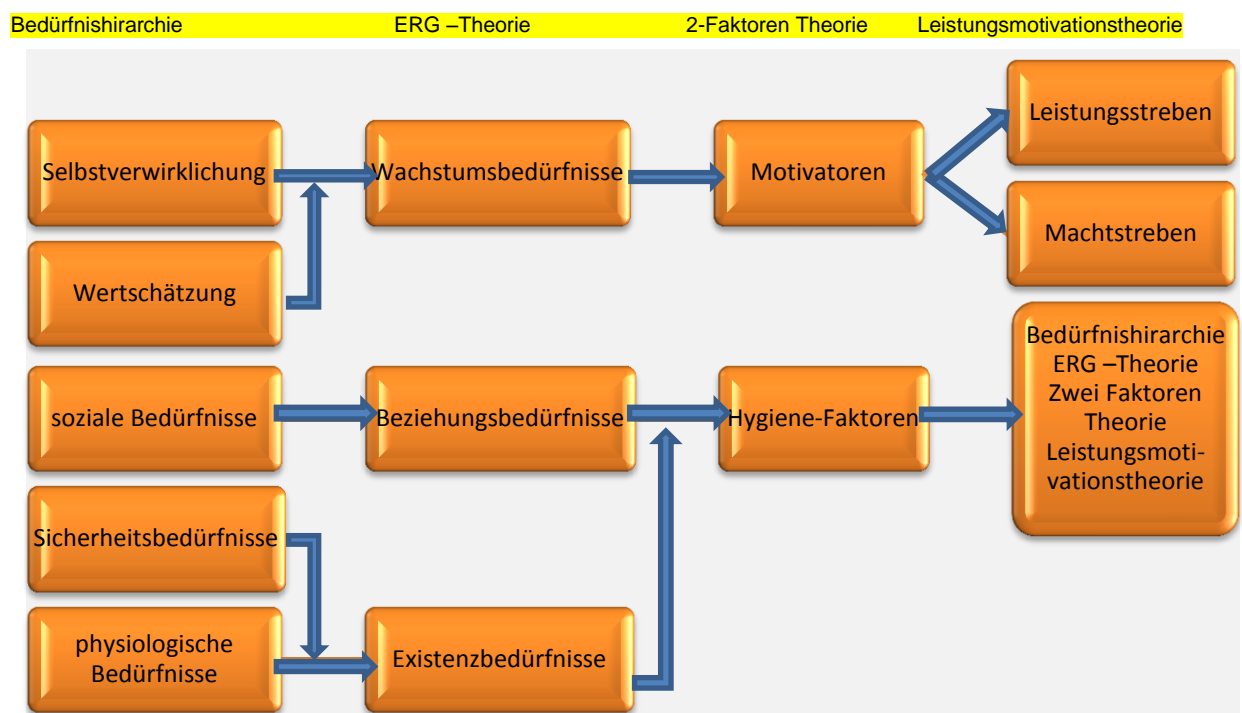 Bedürfnishirarchie ERG –Theorie 2-Faktoren Theorie Leistungsmotivationstheorie
Selbstverwirklichung
Wachstumsbedürfnisse
Motivatoren
Leistungsstreben
Machtstreben
Wertschätzung
soziale Bedürfnisse
Beziehungsbedürfnisse
Hygiene-Faktoren
Bedürfnishirarchie
ERG –Theorie
Zwei Faktoren
Theorie
Leistungsmoti-
vationstheorie
Sicherheitsbedürfnisse
physiologische
Bedürfnisse
Existenzbedürfnisse